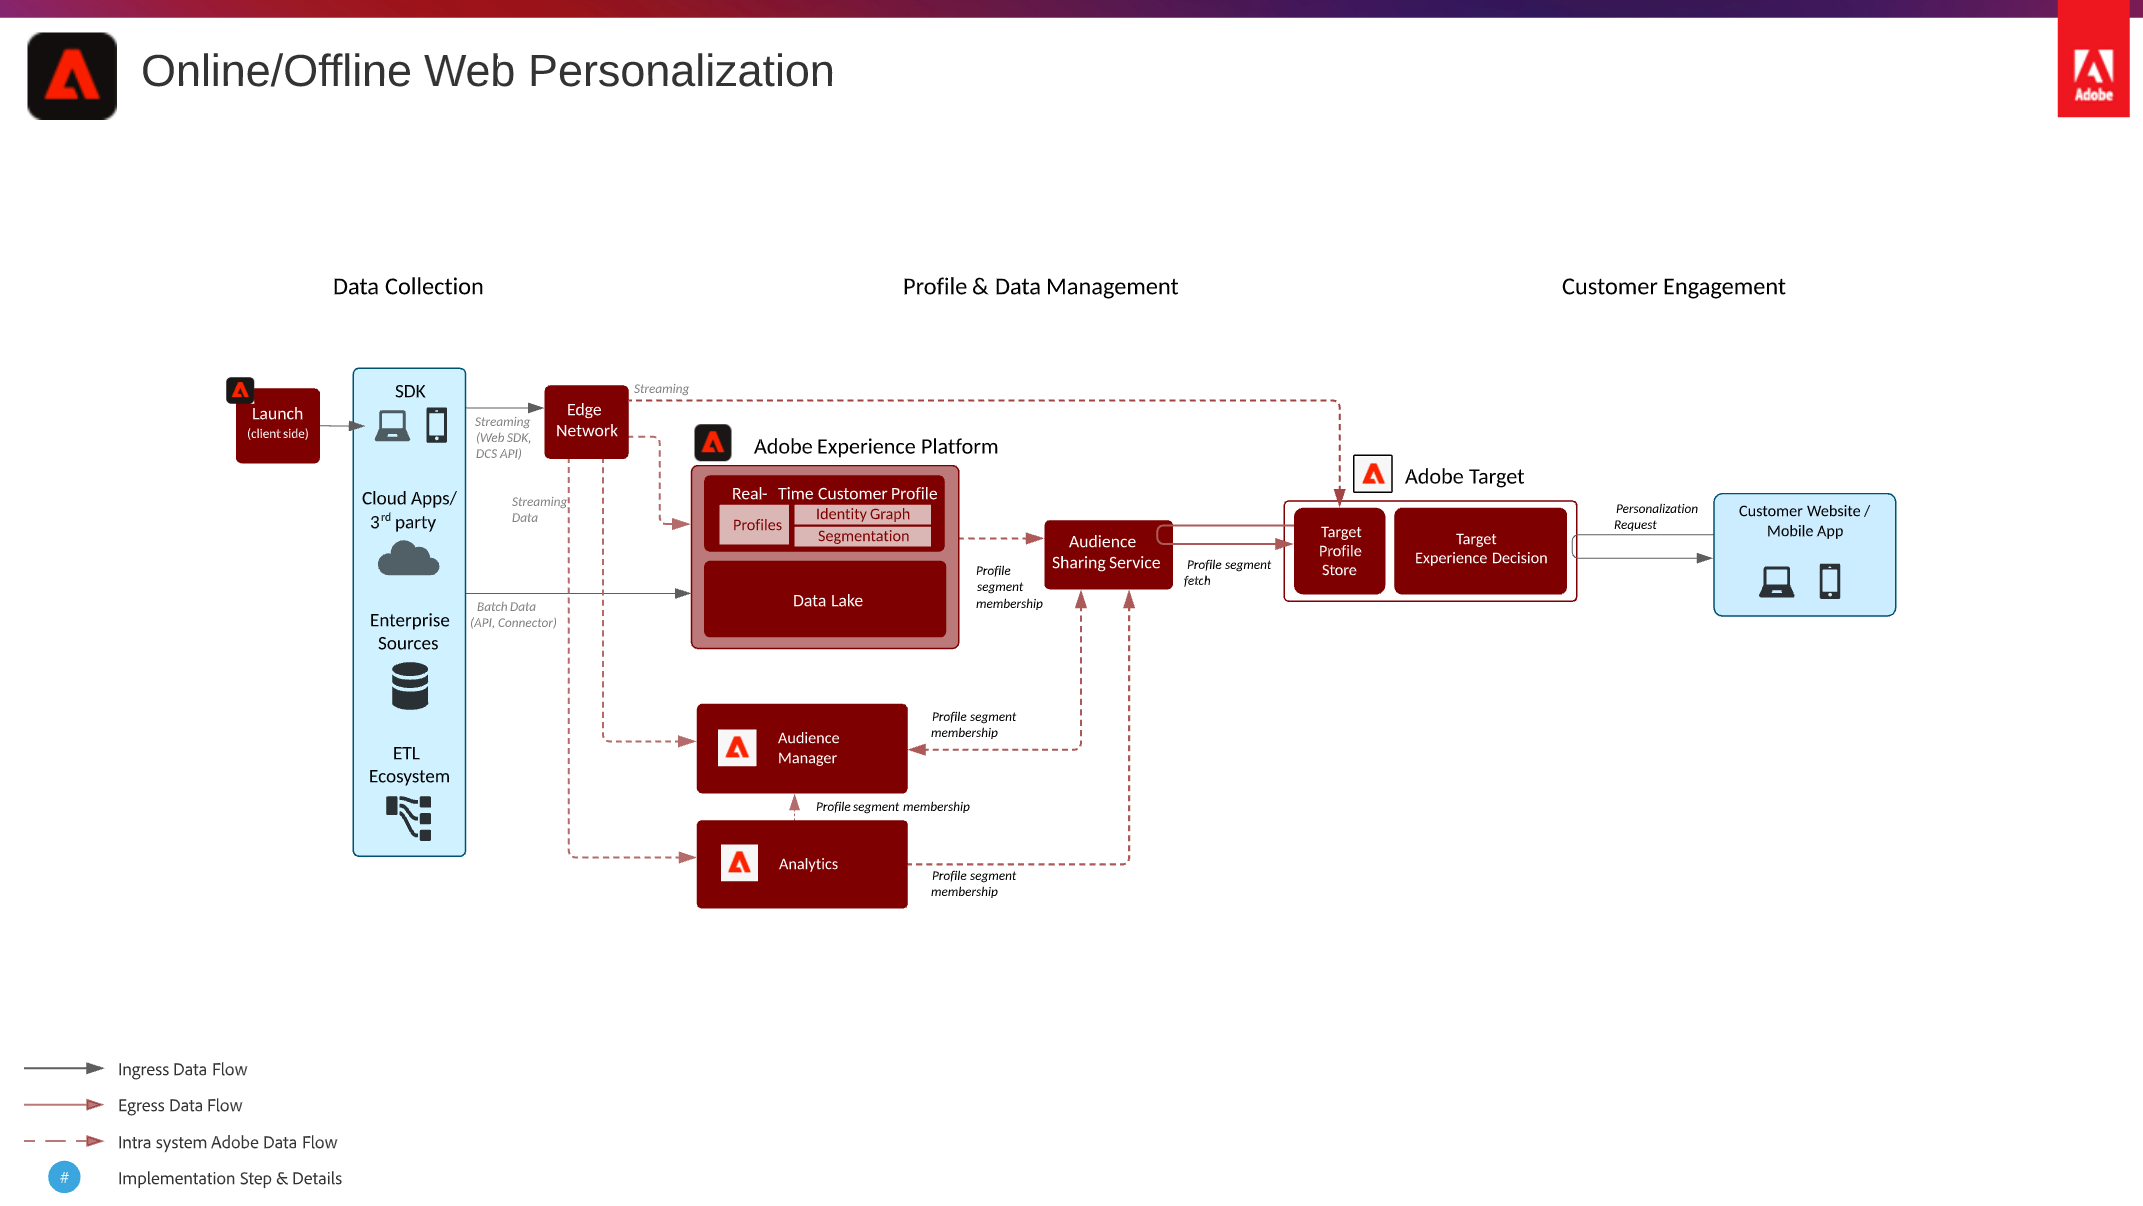 Online/Offline Web Personalization
Adobe
Data Collection
Profile & Data Management
Customer Engagement
Launch
(client side)
SDK
Cloud Apps/
3rd party
Enterprise
Sources
ETL
Ecosystem
Streaming
(Web SDK,
DCS API)
Edge
Network
Streaming
Streaming
Data
Batch Data
(API, Connector)
Adobe Experience Platform
Real- Time Customer Profile
Profiles
Identity Graph
Segmentation
Data Lake
Profile
segment
membership
Audience
Sharing Service
Profile segment
fetch
Adobe Target
Target
Profile
Store
Target
Experience Decision
Personalization
Request
Customer Website /
Mobile App
Audience
Manager
Profile segment
membership
Profile segment membership
Analytics
Profile segment
membership
Ingress Data Flow
Egress Data Flow
Intra system Adobe Data Flow
# Implementation Step & Details